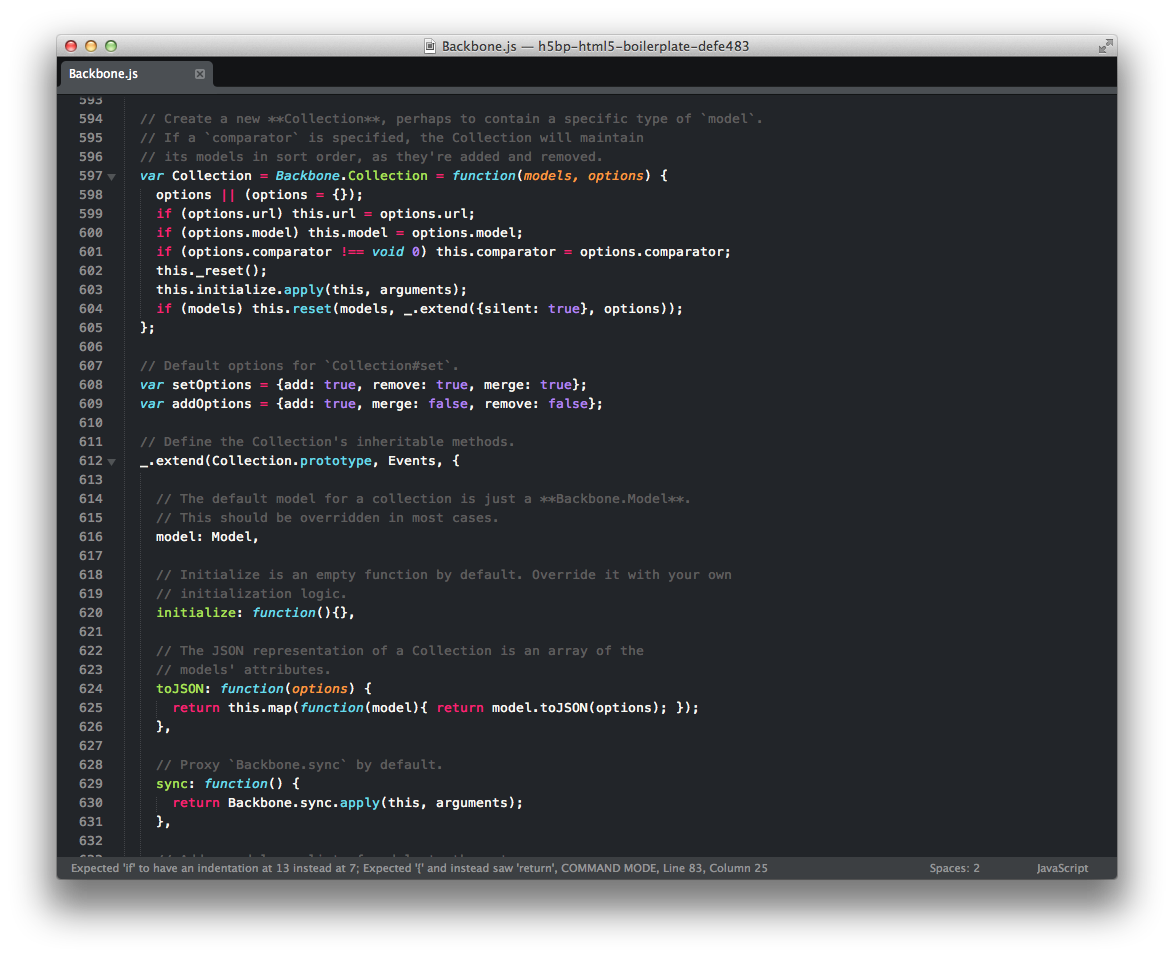 Backbone.js — h5bp-html5-boilerplate-defe483
Backbone.js
593
594 // Create a new **Collection**, perhaps to contain a specific type of `model`.
595 // If a `comparator` is specified, the Collection will maintain
596 // its models in sort order, as they're added and removed.
597 var Collection = Backbone.Collection = function(models, options) {
598 options || (options = {});
599 if (options.url) this.url = options.url;
600 if (options.model) this.model = options.model;
601 if (options.comparator !== void 0) this.comparator = options.comparator;
602 this._reset();
603 this.initialize.apply(this, arguments);
604 if (models) this.reset(models, _.extend({silent: true}, options));
605 };
606
607 // Default options for `Collection#set`.
608 var setOptions = {add: true, remove: true, merge: true};
609 var addOptions = {add: true, merge: false, remove: false};
610
611 // Define the Collection's inheritable methods.
612 _.extend(Collection.prototype, Events, {
613
614 // The default model for a collection is just a **Backbone.Model**.
615 // This should be overridden in most cases.
616 model: Model,
617
618 // Initialize is an empty function by default. Override it with your own
619 // initialization logic.
620 initialize: function(){},
621
622 // The JSON representation of a Collection is an array of the
623 // models' attributes.
624 toJSON: function(options) {
625 return this.map(function(model){ return model.toJSON(options); });
626 },
627
628 // Proxy `Backbone.sync` by default.
629 sync: function() {
630 return Backbone.sync.apply(this, arguments);
631 },
632
Expected 'if' to have an indentation at 13 instead at 7; Expected '{' and instead saw 'return', COMMAND MODE, Line 83, Column 25 Spaces: 2 JavaScript